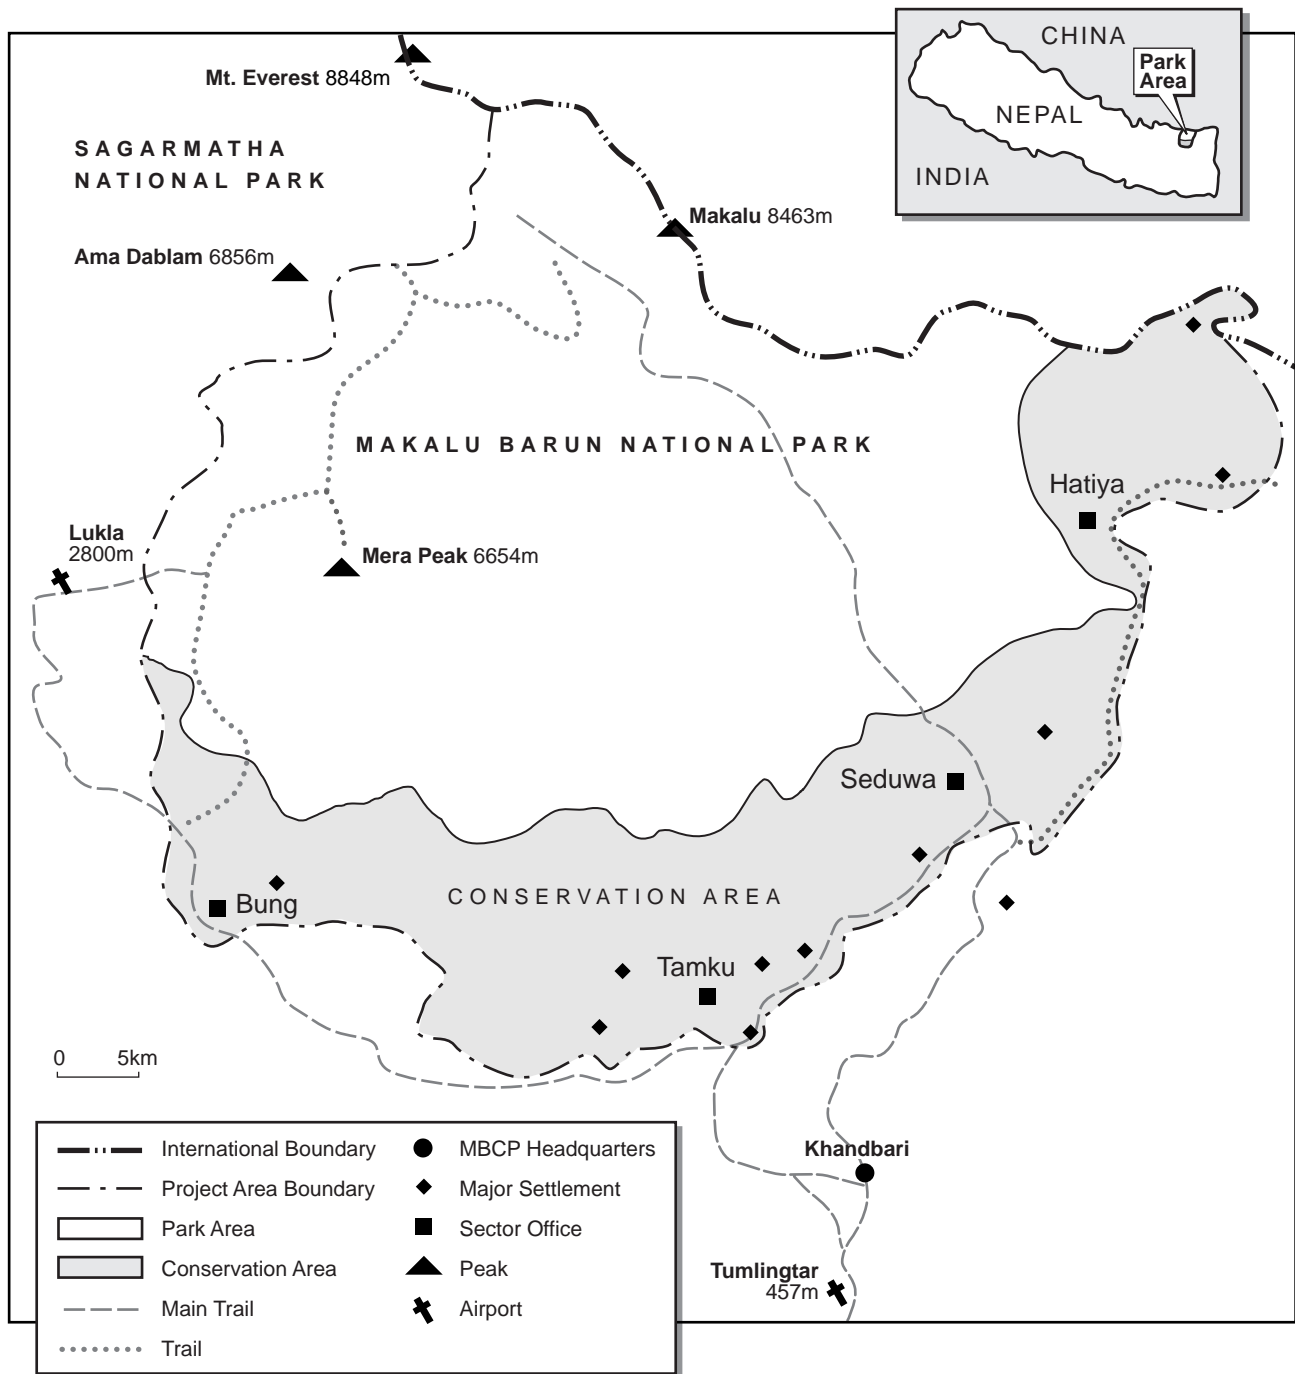 CHINA
Park
Area
NEPAL
INDIA
Mt. Everest 8848m
SAGARMATHA
NATIONAL PARK
Makalu 8463m
Ama Dablam 6856m
MAKALU BARUN NATIONAL PARK
Hatiya
Lukla
2800m
Mera Peak 6654m
Seduwa
CONSERVATION AREA
Bung
Tamku
0 5km
Khandbari
Tumlingtar
457m
International Boundary
Project Area Boundary
Park Area
Conservation Area
Main Trail
Trail
MBCP Headquarters
Major Settlement
Sector Office
Peak
Airport